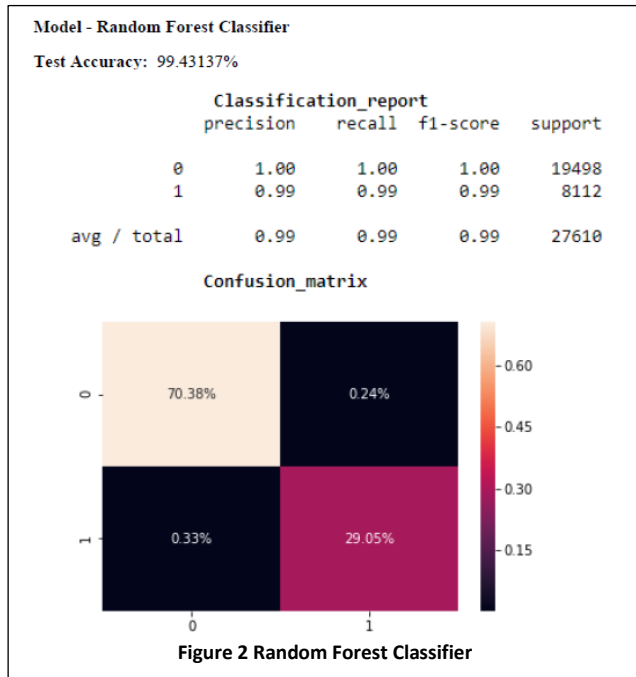 Model - Random Forest Classifier
Test Accuracy: 99.43137%
Classification_report
precision recall f1-score support
0 1.00 1.00 1.00 19498
1 0.99 0.99 0.99 8112
avg / total 0.99 0.99 0.99 27610
Confusion_matrix
0 70.38% 0.24%
1 0.33% 29.05%
0 1
0.60
0.45
0.30
0.15
Figure 2 Random Forest Classifier